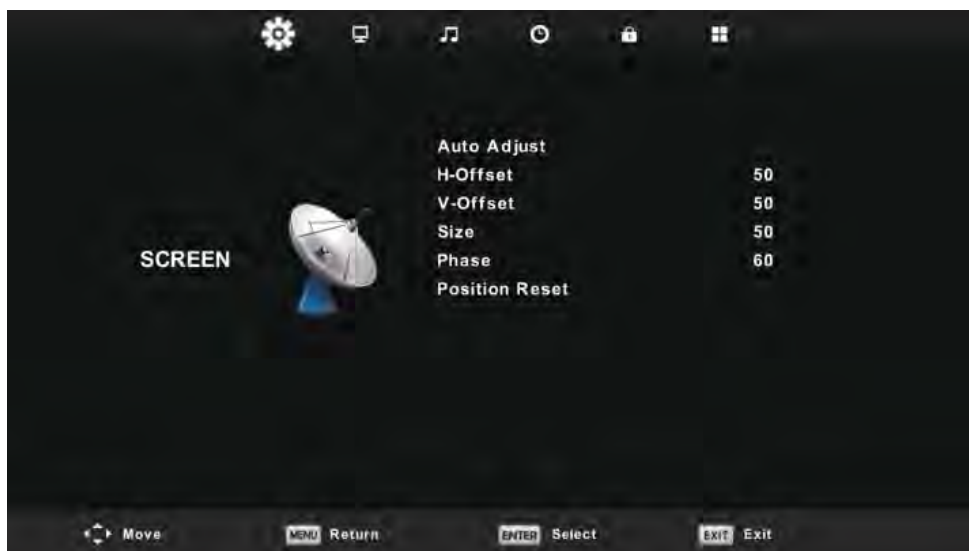 Auto Adjust
H-Offset 50
V-Offset 50
Size 50
SCREEN
Phase 60
Position Reset
Move MENU Return ENTER Select EXIT Exit